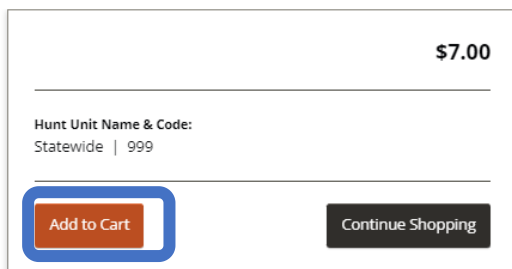 $7.00
Hunt Unit Name & Code:
Statewide | 999
Add to Cart Continue Shopping